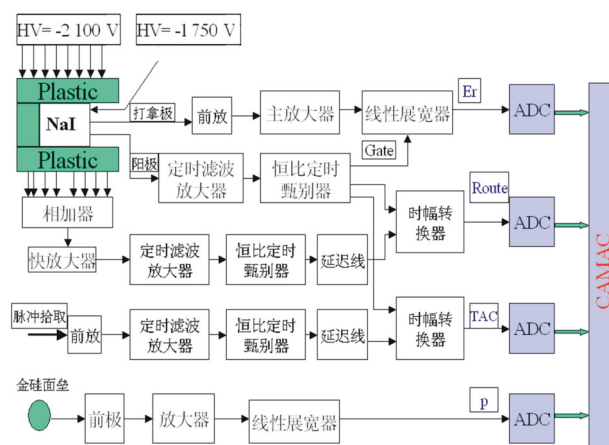 HV= -2 100 V
HV= -1 750 V
Plastic
NaI
Plastic
打拿极
前放
主放大器
线性展宽器
Er
ADC
Gate
阳极
定时滤波
放大器
恒比定时
甄别器
时幅转
换器
Route
ADC
相加器
快放大器
定时滤波
放大器
恒比定时
甄别器
延迟线
脉冲拾取
前放
定时滤波
放大器
恒比定时
甄别器
延迟线
时幅转
换器
TAC
ADC
金硅面垒
前极
放大器
线性展宽器
p
ADC
CAMAC